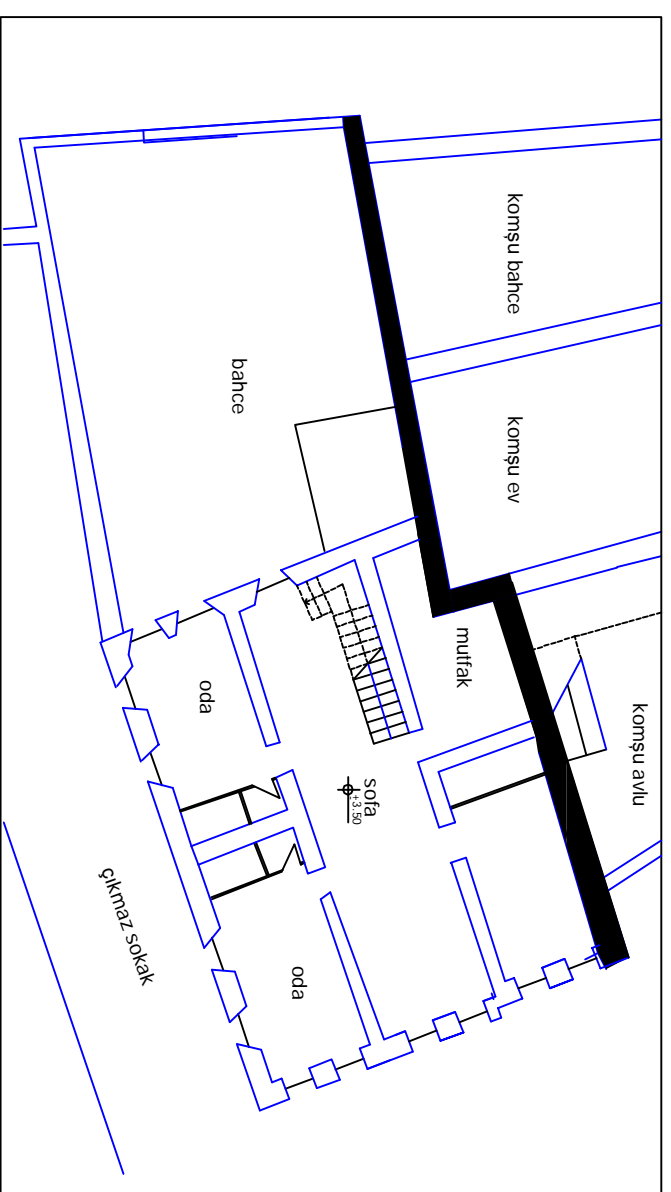 komşu bahce
komşu ev
komşu avlu
bahce
mutfak
oda
sofa
+3.50
oda
çıkmaz sokak